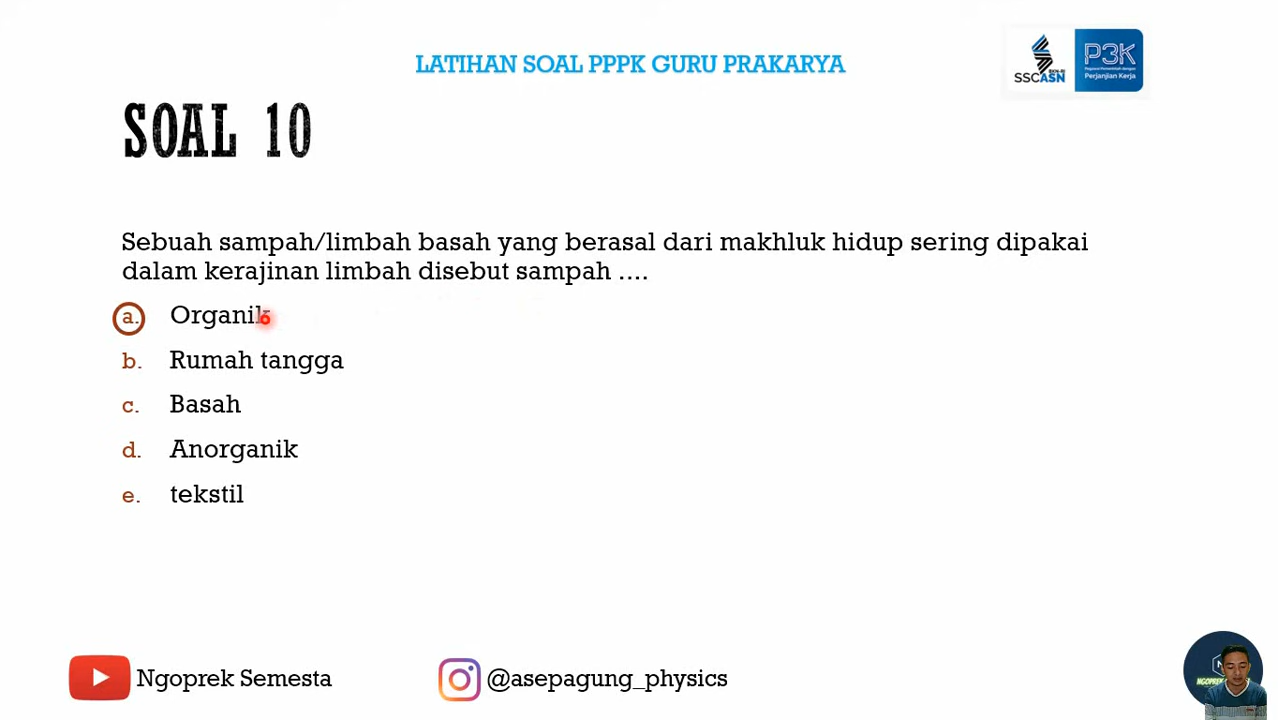 LATIHAN SOAL PPPK GURU PRAKARYA
SSCASN
P3K
Perjanjian Kerja
SOAL 10
Sebuah sampah/limbah basah yang berasal dari makhluk hidup sering dipakai
dalam kerajinan limbah disebut sampah ....
a. Organik
b. Rumah tangga
c. Basah
d. Anorganik
e. tekstil
Ngoprek Semesta
@asepagung_physics